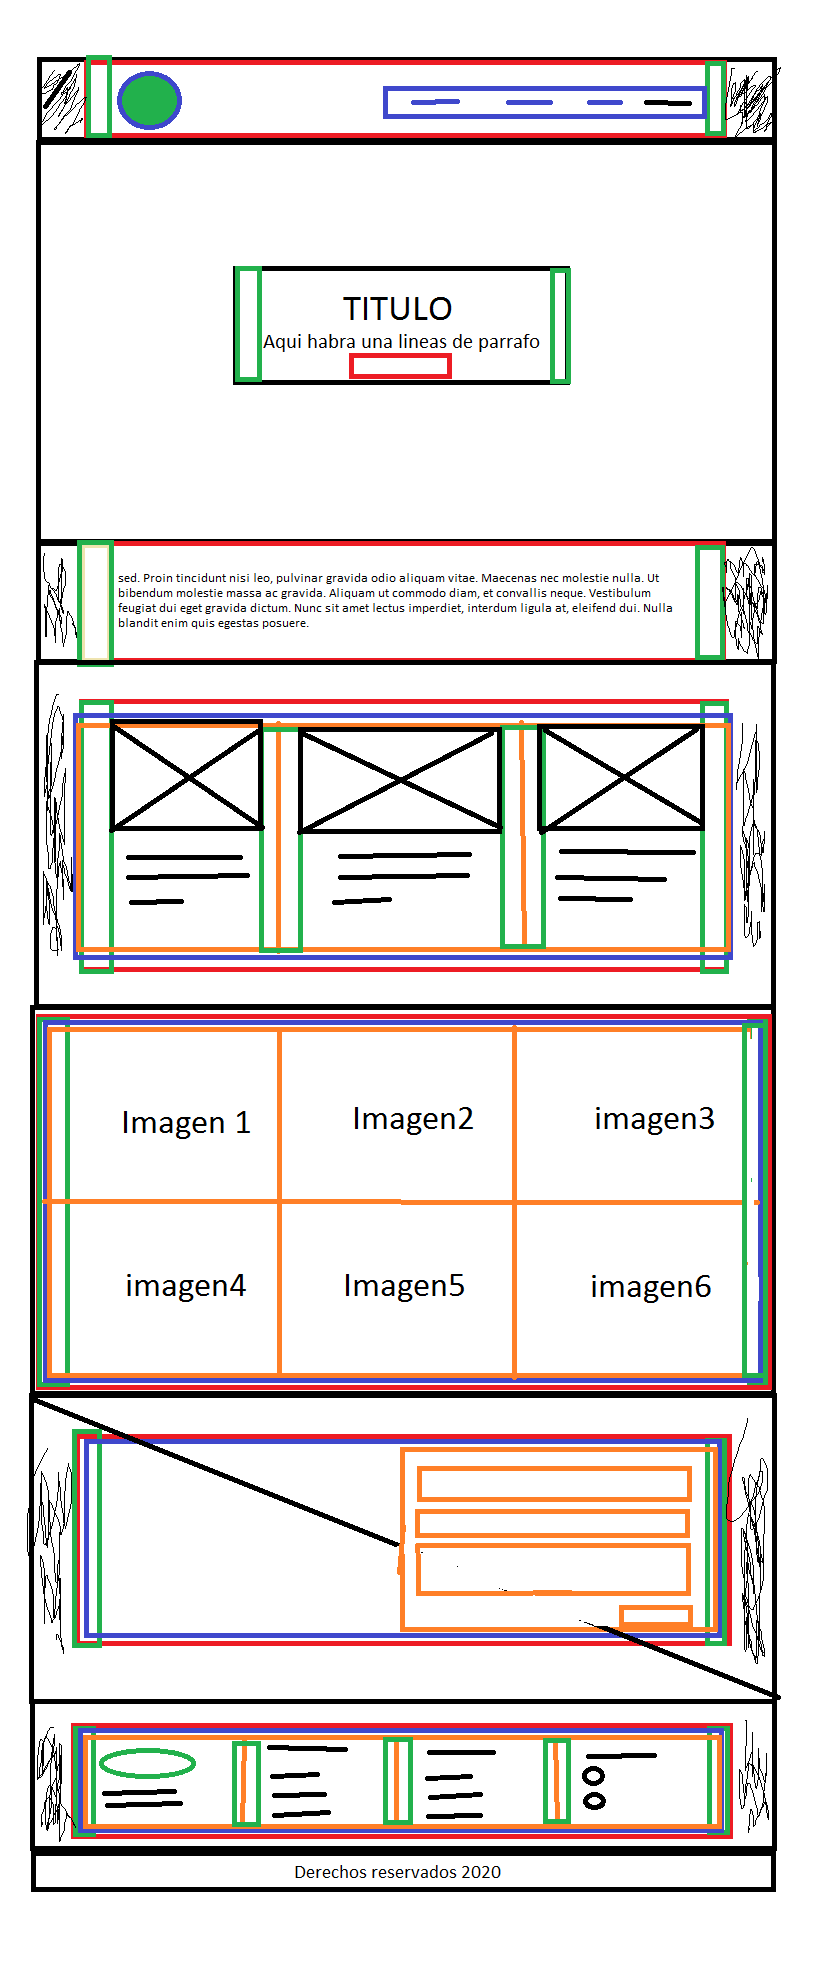 TITULO
Aqui habra una lineas de parrafo
sed. Proin tincidunt nisi leo, pulvinar gravida odio aliquam vitae. Maecenas nec molestie nulla. Ut
bibendum molestie massa ac gravida. Aliquam ut commodo diam, et convallis neque. Vestibulum
feugiat dui eget gravida dictum. Nunc sit amet lectus imperdiet, interdum ligula at, eleifend dui. Nulla
blandit enim quis egestas posuere.
Imagen 1
Imagen2
imagen3
imagen4
Imagen5
imagen6
Derechos reservados 2020